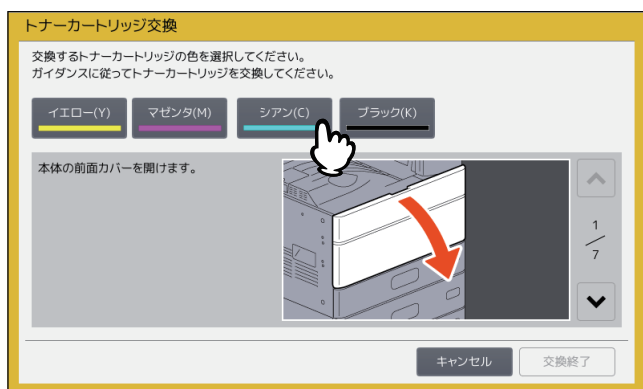 トナーカートリッジ交換
交換するトナーカートリッジの色を選択してください。
ガイダンスに従ってトナーカートリッジを交換してください。
イエロー(Y) マゼンタ(M) シアン(C) ブラック(K)
本体の前面カバーを開けます。
1
7
キャンセル 交換終了